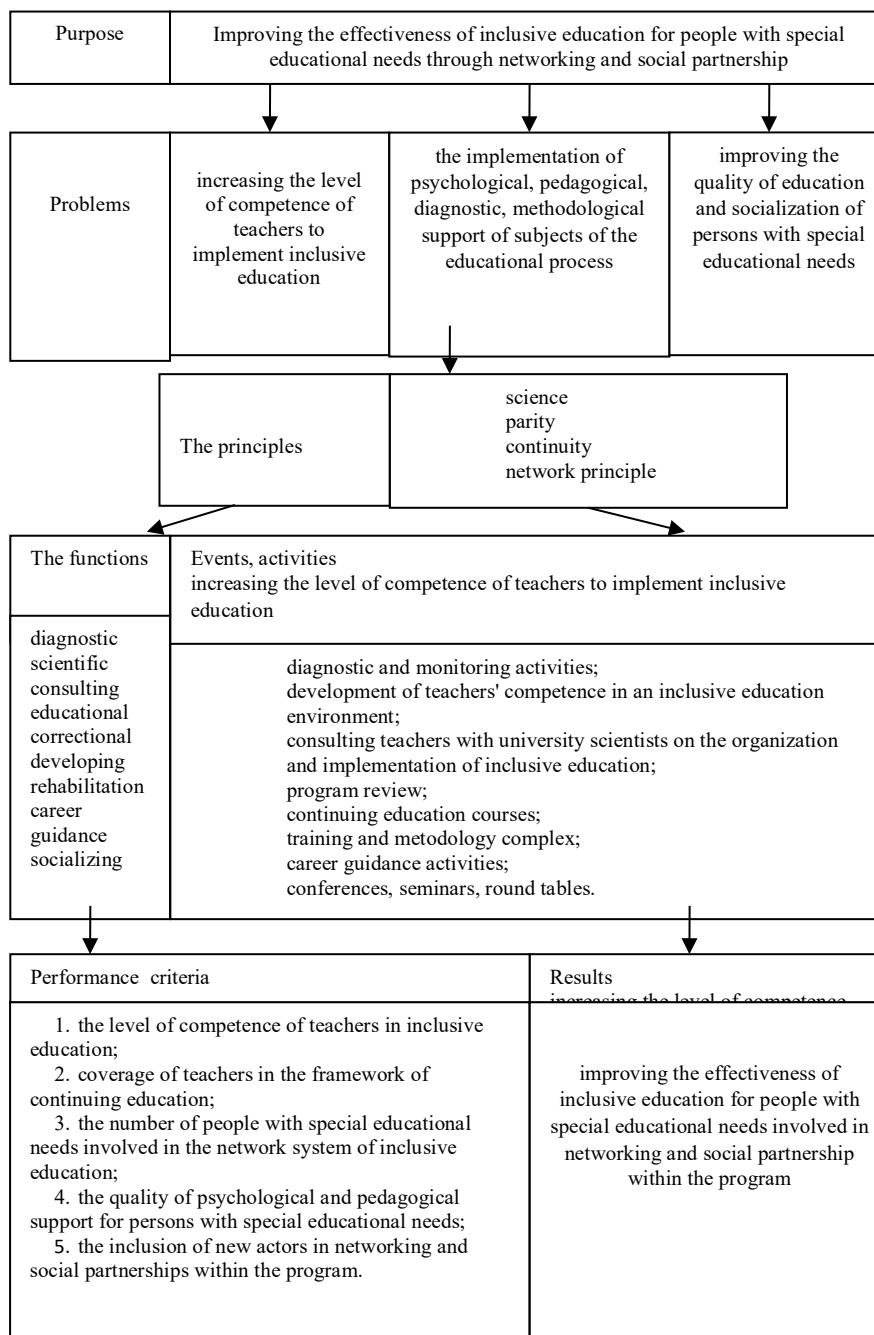 Purpose
Improving the effectiveness of inclusive education for people with special
educational needs through networking and social partnership
Problems
increasing the level
of competence of
teachers to
implement inclusive
education
the implementation of
psychological, pedagogical,
diagnostic, methodological
support of subjects of the
educational process
improving the
quality of education
and socialization of
persons with special
educational needs
The principles
science
parity
continuity
network principle
The functions
diagnostic
scientific
consulting
educational
correctional
developing
rehabilitation
career
guidance
socializing
Events, activities
increasing the level of competence of teachers to implement inclusive
education
diagnostic and monitoring activities;
development of teachers' competence in an inclusive education
environment;
consulting teachers with university scientists on the organization
and implementation of inclusive education;
program review;
continuing education courses;
training and metodology complex;
career guidance activities;
conferences, seminars, round tables.
Performance criteria
1. the level of competence of teachers in inclusive
education;
2. coverage of teachers in the framework of
continuing education;
3. the number of people with special educational
needs involved in the network system of inclusive
education;
4. the quality of psychological and pedagogical
support for persons with special educational needs;
5. the inclusion of new actors in networking and
social partnerships within the program.
Results
increasing the level of competence
improving the effectiveness of
inclusive education for people with
special educational needs involved in
networking and social partnership
within the program